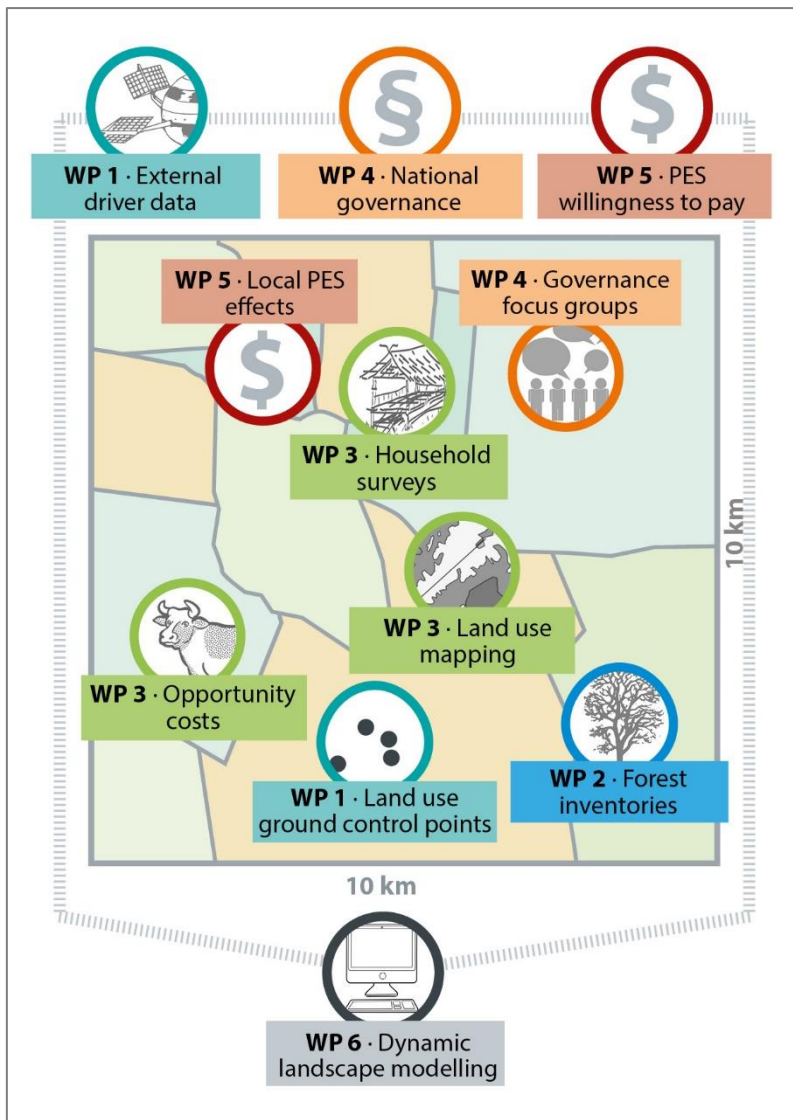 WP 1 · External
driver data
WP 4 · National
governance
WP 5 · PES
willingness to pay
WP 5 · Local PES
effects
WP 4 · Governance
focus groups
WP 3 · Household
surveys
10 km
WP 3 · Land use
mapping
WP 3 · Opportunity
costs
WP 1 · Land use
ground control points
WP 2 · Forest
inventories
10 km
WP 6 · Dynamic
landscape modelling
§
$
$